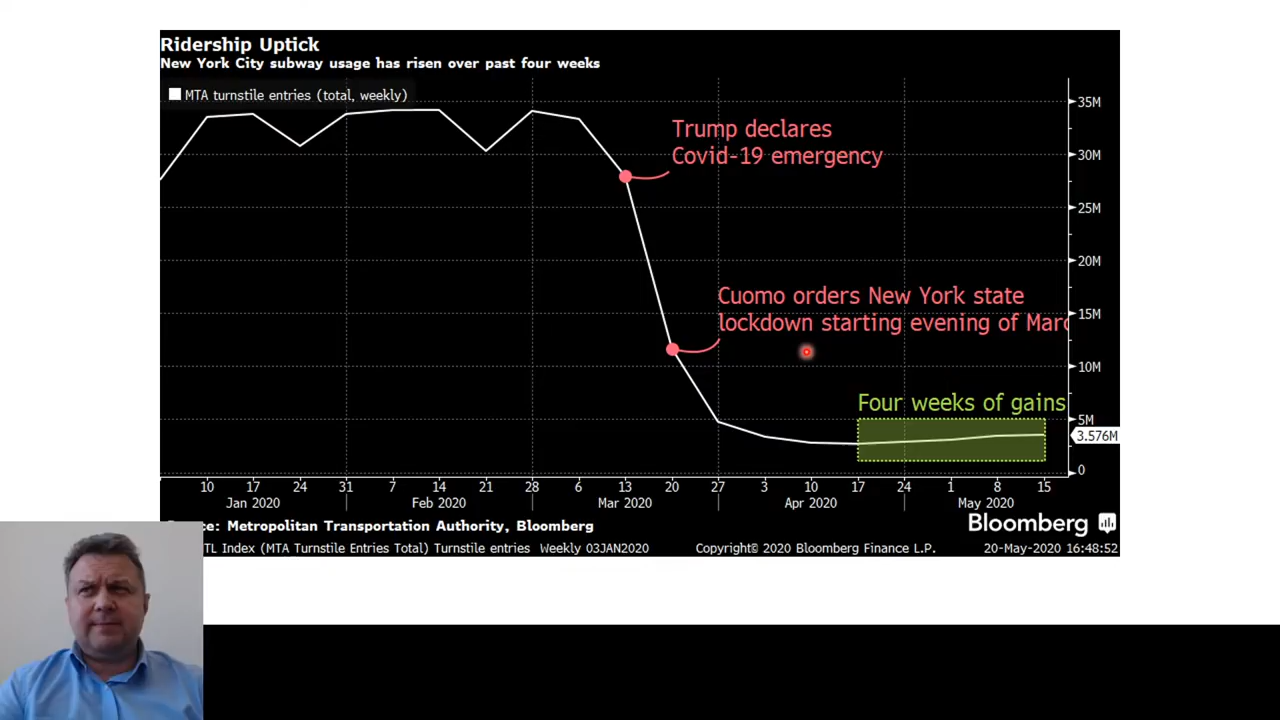 Ridership Uptick
New York City subway usage has risen over past four weeks
MTA turnstile entries (total, weekly)
Trump declares
Covid-19 emergency
Cuomo orders New York state
lockdown starting evening of
Four weeks of gains
35M
30M
25M
20M
15M
10M
5M
3.576M
0
10 17 24 31 7 14 21 28 6 13 20 27 3 10 17 24 1 8 15
Jan 2020 Feb 2020 Mar 2020 Apr 2020 May 2020
Metropolitan Transportation Authority, Bloomberg
Bloomberg
TL Index (MTA Turnstile Entries Total) Turnstile entries Weekly 03JAN2020 Copyright© 2020 Bloomberg Finance L.P. 20-May-2020 16:48:52